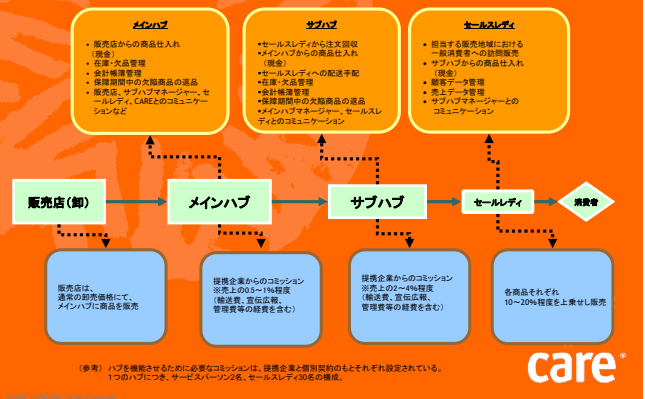 メインハブ
• 販売店からの商品仕入れ
（現金）
• 在庫・欠品管理
• 会計帳簿管理
• 保障期間中の欠陥商品の返品
• 販売店、サブハブマネージャー、セ
ールレディ、CAREとのコミュニケー
ションなど
サブハブ
▪セールスレディから注文回収
▪メインハブからの商品仕入れ
（現金）
▪セールスレディへの配送手配
▪在庫・欠品管理
▪会計帳簿管理
▪保障期間中の欠陥商品の返品
▪メインハブマネージャー、セールスレ
ディとのコミュニケーション
セールスレディ
• 担当する販売地域における
一般消費者への訪問販売
• サブハブからの商品仕入れ
（現金）
• 顧客データ管理
• 売上データ管理
• サブハブマネージャーとの
コミュニケーション
販売店（卸）
メインハブ
サブハブ
セールレディ
消費者
販売店は、
通常の卸売価格にて、
メインハブに商品を販売
提携企業からのコミッション
※売上の0.5～1％程度
（輸送費、宣伝広報、
管理費等の経費を含む）
提携企業からのコミッション
※売上の2～4％程度
（輸送費、宣伝広報、
管理費等の経費を含む）
各商品それぞれ
10～20％程度を上乗せし販売
（参考） ハブを機能させるために必要なコミッションは、提携企業と個別契約のもとそれぞれ設定されている。
１つのハブにつき、サービスパーソン2名、セールスレディ30名の構成。
care®